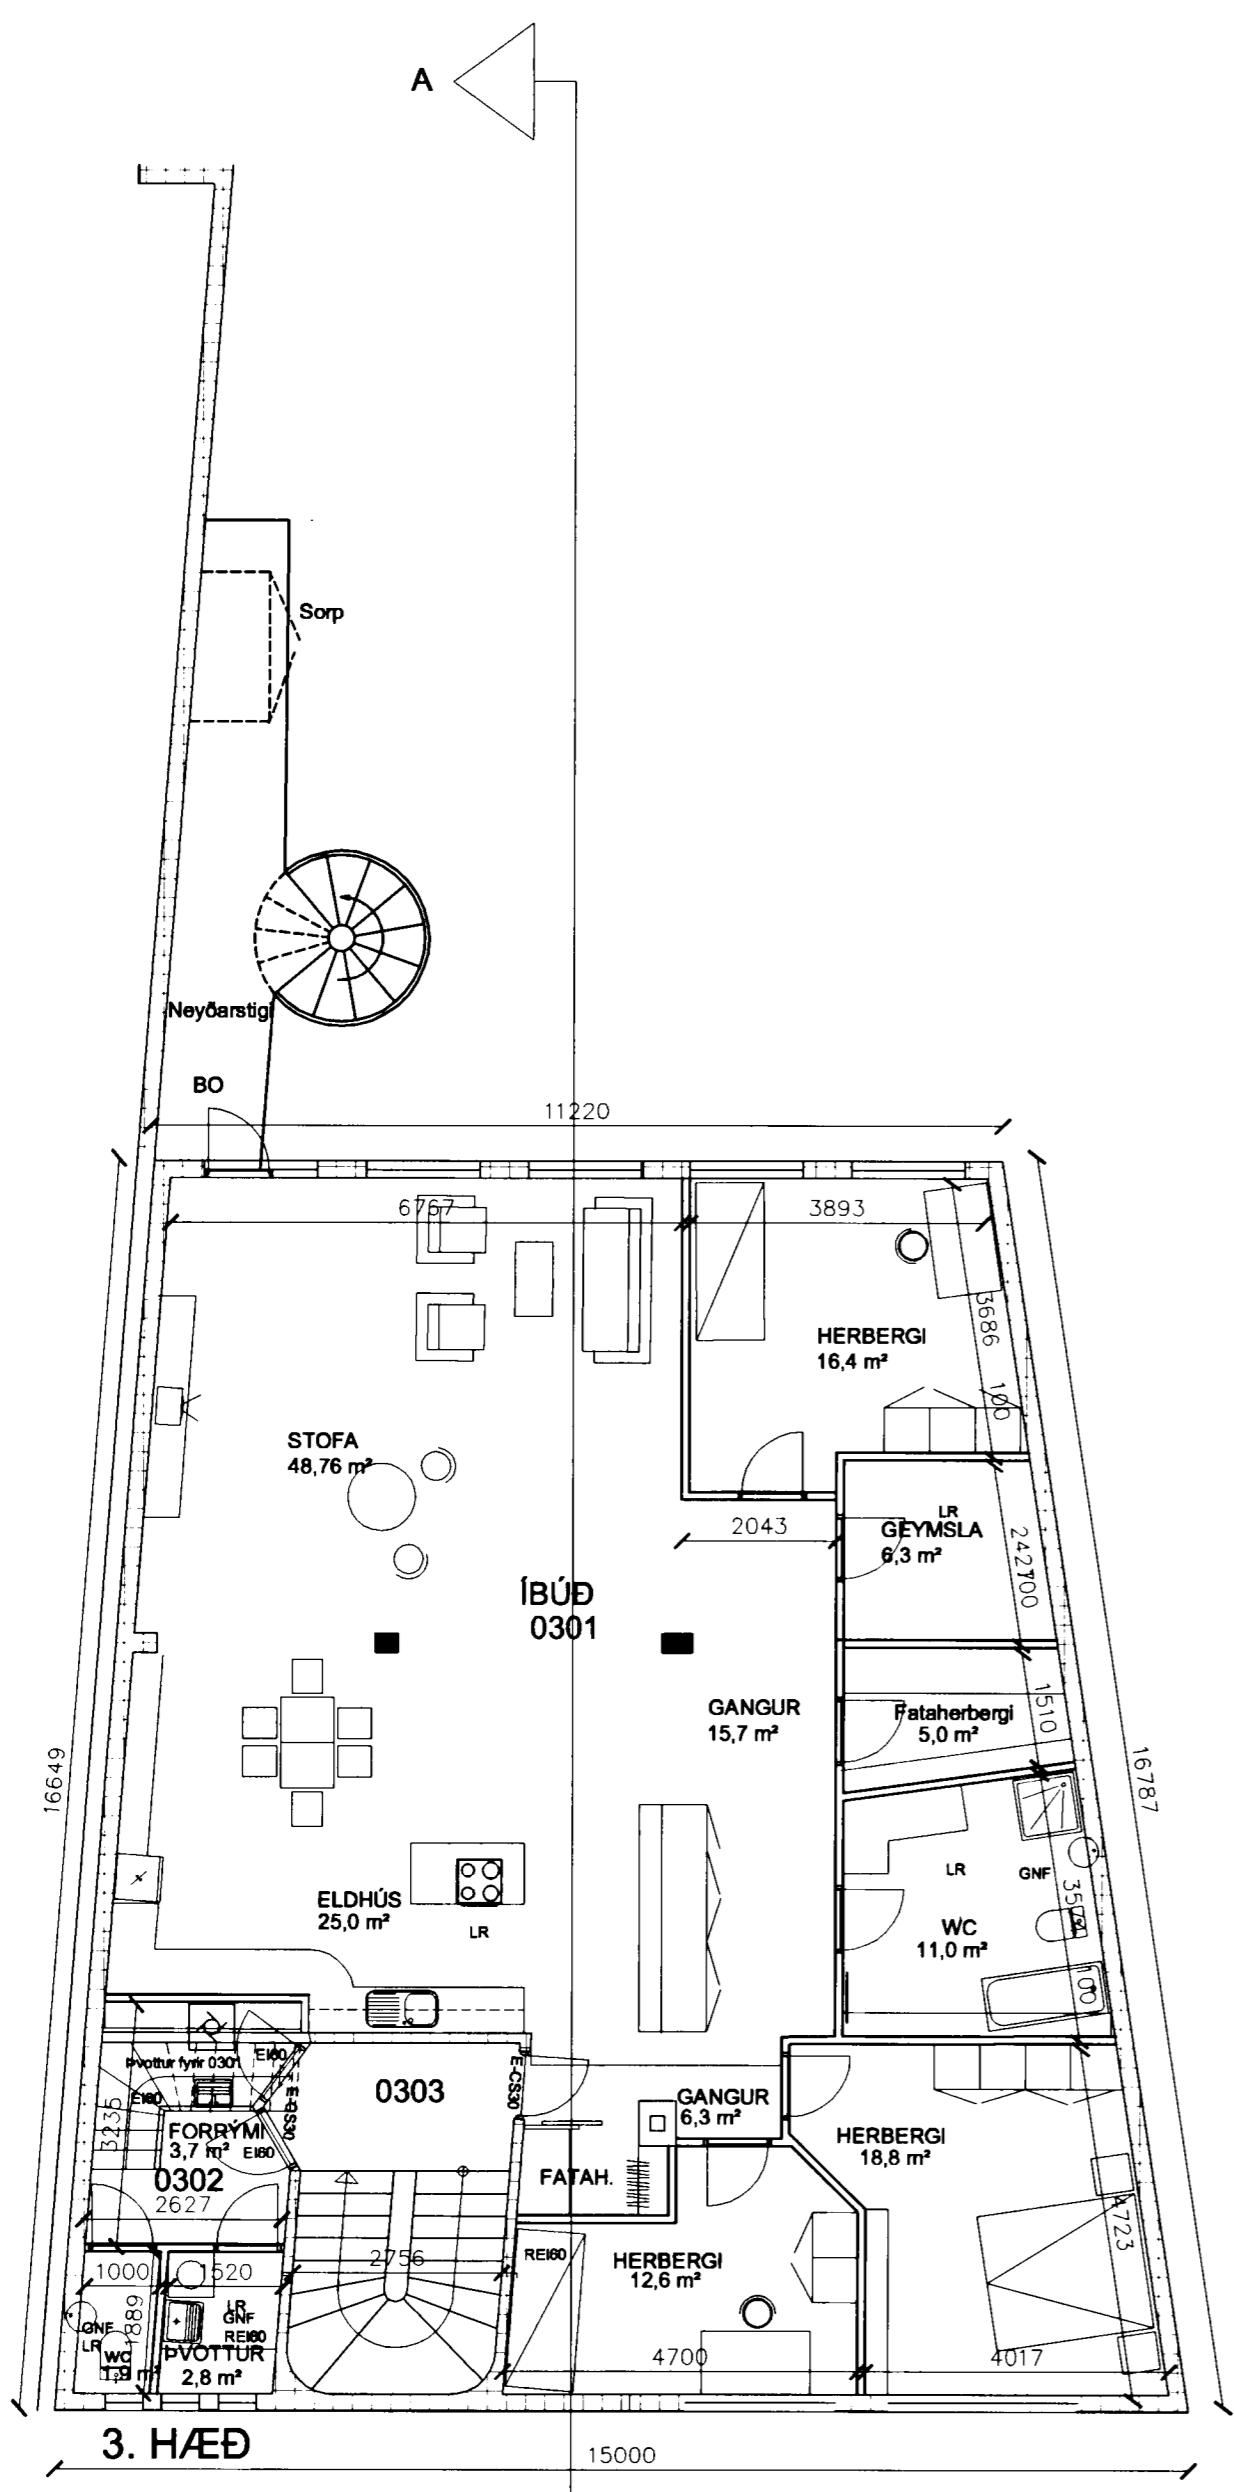 A
Sorp
Neyðarstigi
BO
11220
6767
3893
3686
HERBERGI
16,4 m²
100
STOFA
48,76 m²
2043
LR
GEYMSLA
6,3 m²
ÍBÚÐ
0301
GANGUR
15,7 m²
Fataherbergi
5,0 m²
1510
16649
16787
ELDHÚS
25,0 m²
LR
LR
GNF
WC
11,0 m²
100
Þvottur fyrir 0301
EI60
EI60
E-CS30
0303
E-CS30
GANGUR
6,3 m²
3235
FORRÝMI
3,7 m²
EI60
0302
2627
FATAH.
HERBERGI
18,8 m²
4723
1000
1520
2756
REI60
HERBERGI
12,6 m²
1889
LR
GNF
REI60
GNF
LR
WC
1,9 m²
ÞVOTTUR
2,8 m²
4700
4017
3. HÆÐ
15000